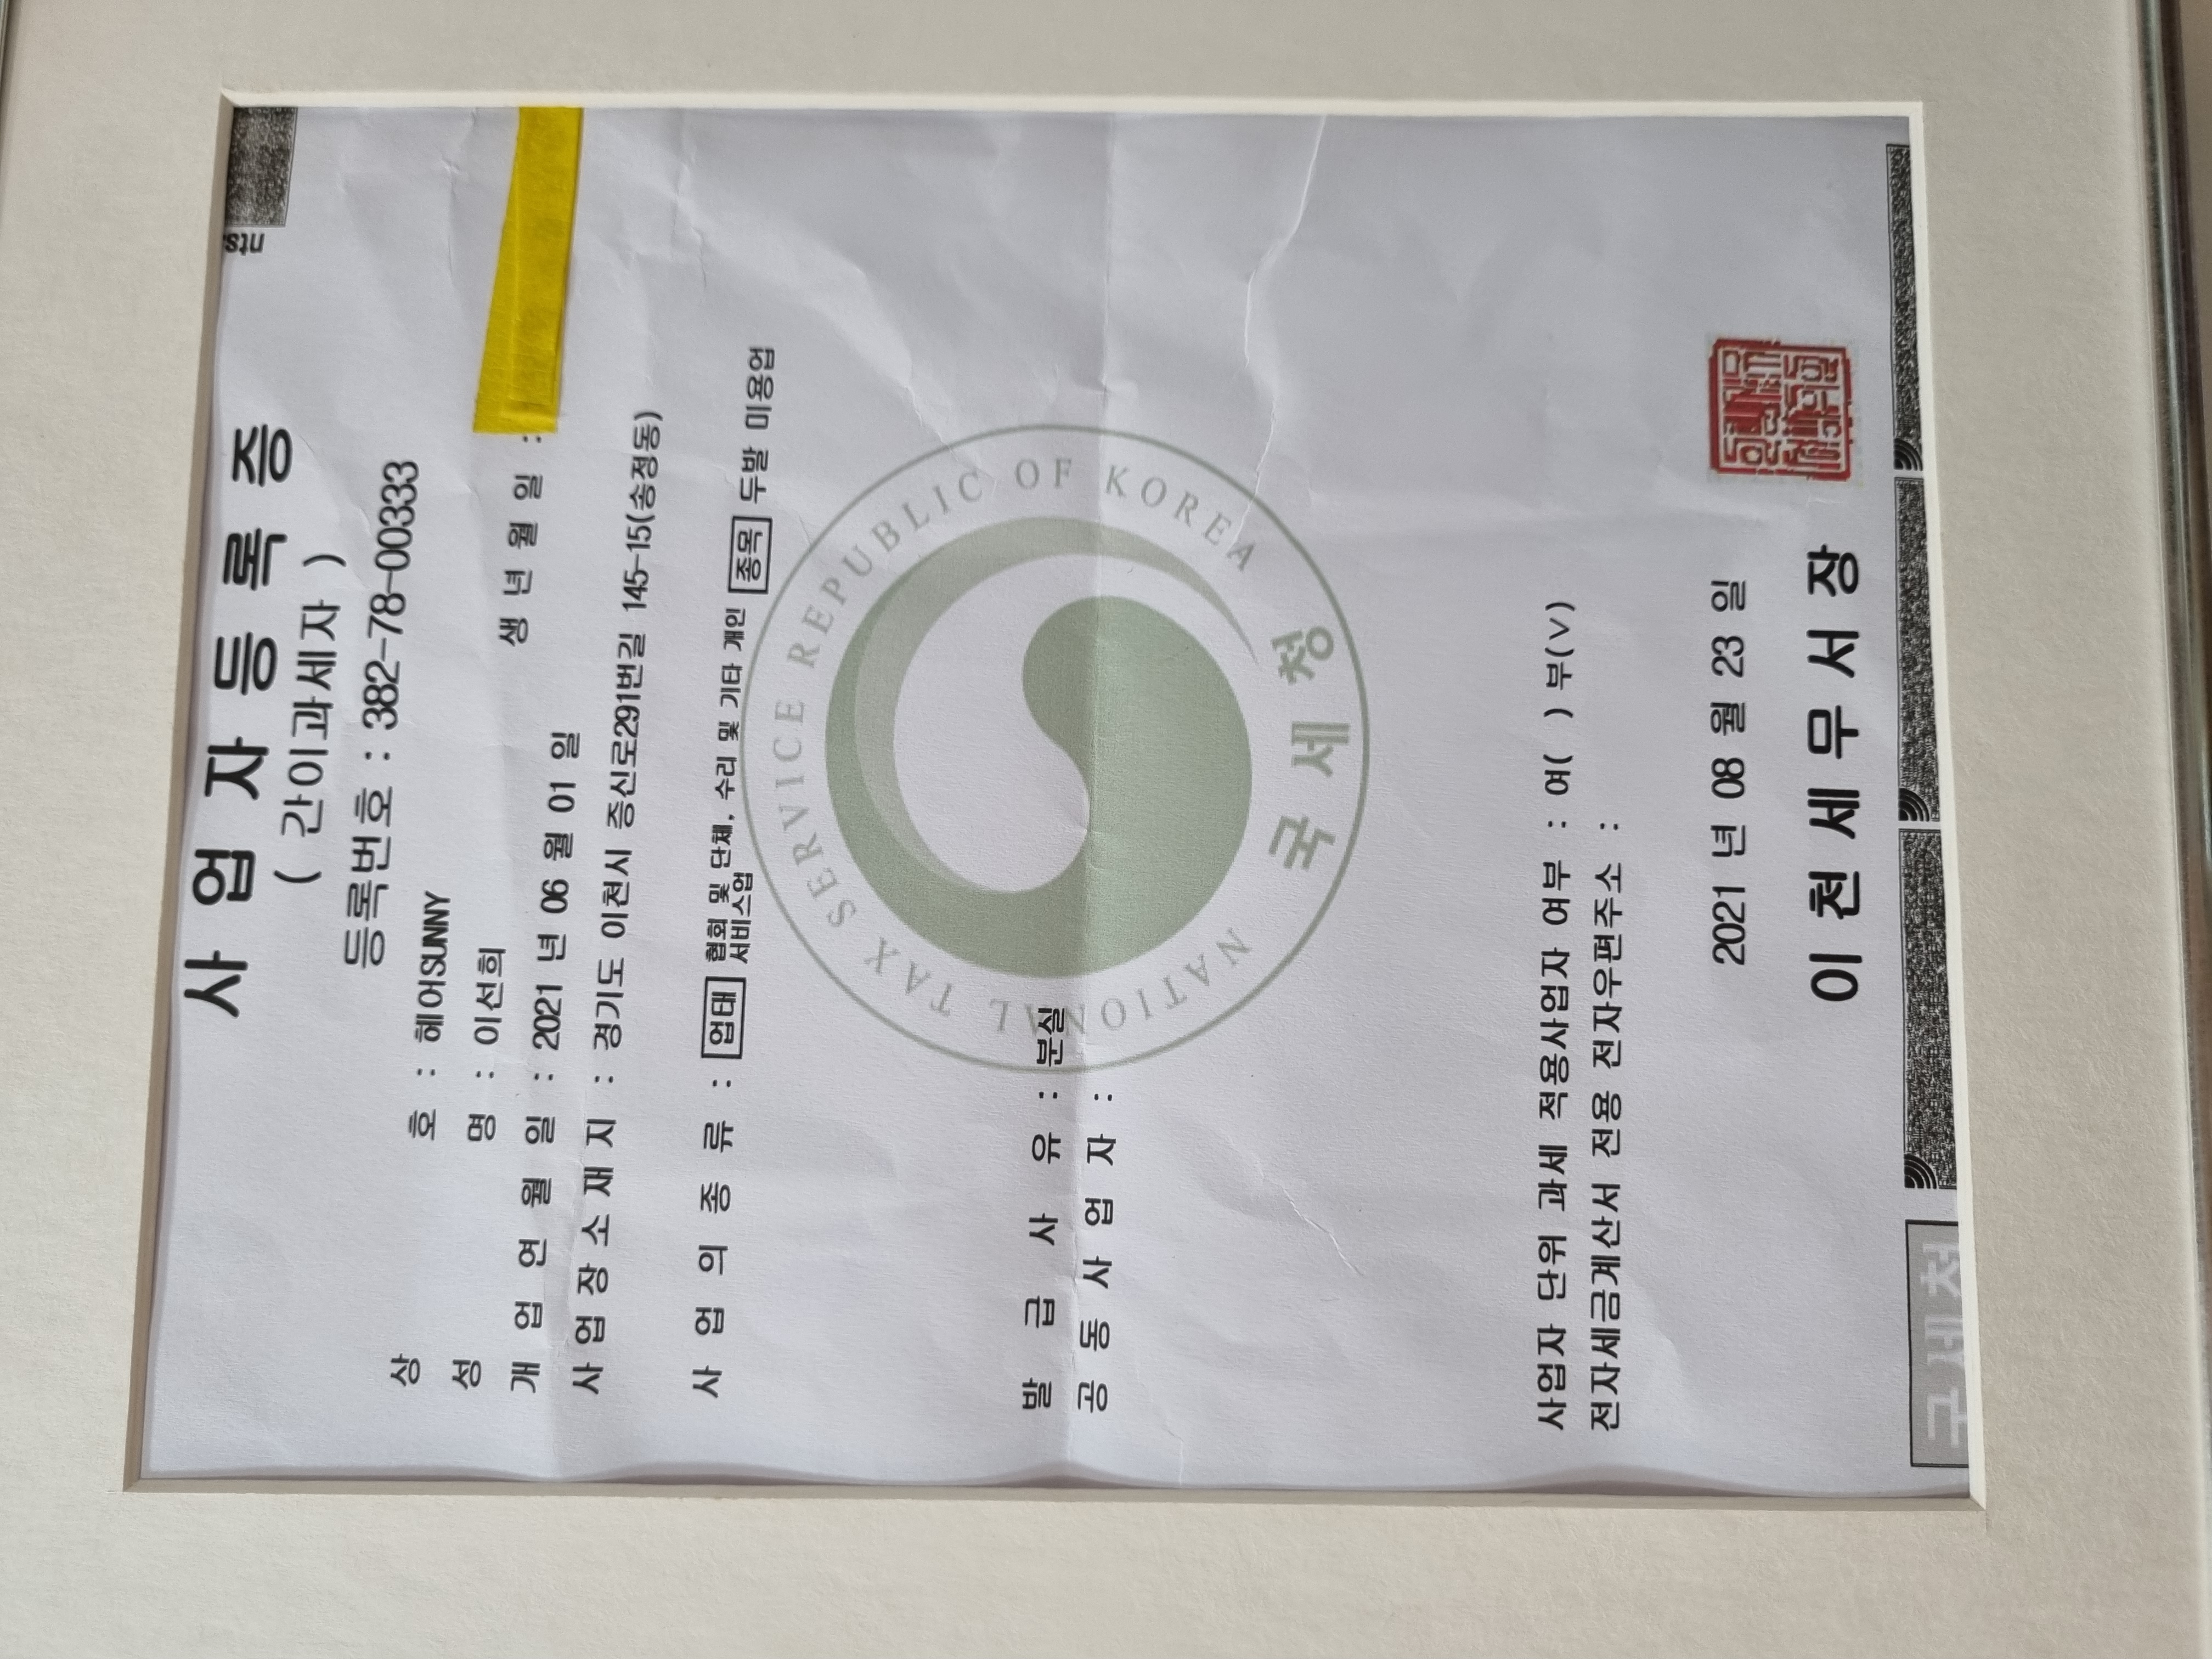 nts
사 업 자 등 록 증
( 간이과세자 )
등록번호 : 382-78-00333
상 호 : 헤어SUNNY
성 명 : 이선희 생 년 월 일 :
개 업 연 월 일 : 2021 년 06 월 01 일
사 업 장 소 재 지 : 경기도 이천시 증신로291번길 145-15(송정동)
사 업 의 종 류 : 업태 협회 및 단체, 수리 및 기타 개인 종목 두발 미용업
서비스업
NATIONAL TAX SERVICE REPUBLIC OF KOREA
국세청
발 급 사 유 : 분실
공 동 사 업 자 :
사업자 단위 과세 적용사업자 여부 : 여( ) 부(∨)
전자세금계산서 전용 전자우편주소 :
2021 년 08 월 23 일
이 천 세 무 서 장
국세청